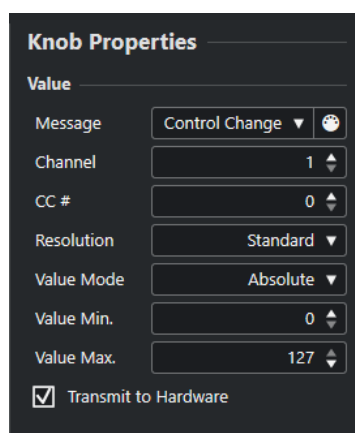 Knob Properties
Value
Message Control Change
Channel 1
CC # 0
Resolution Standard
Value Mode Absolute
Value Min. 0
Value Max. 127
Transmit to Hardware